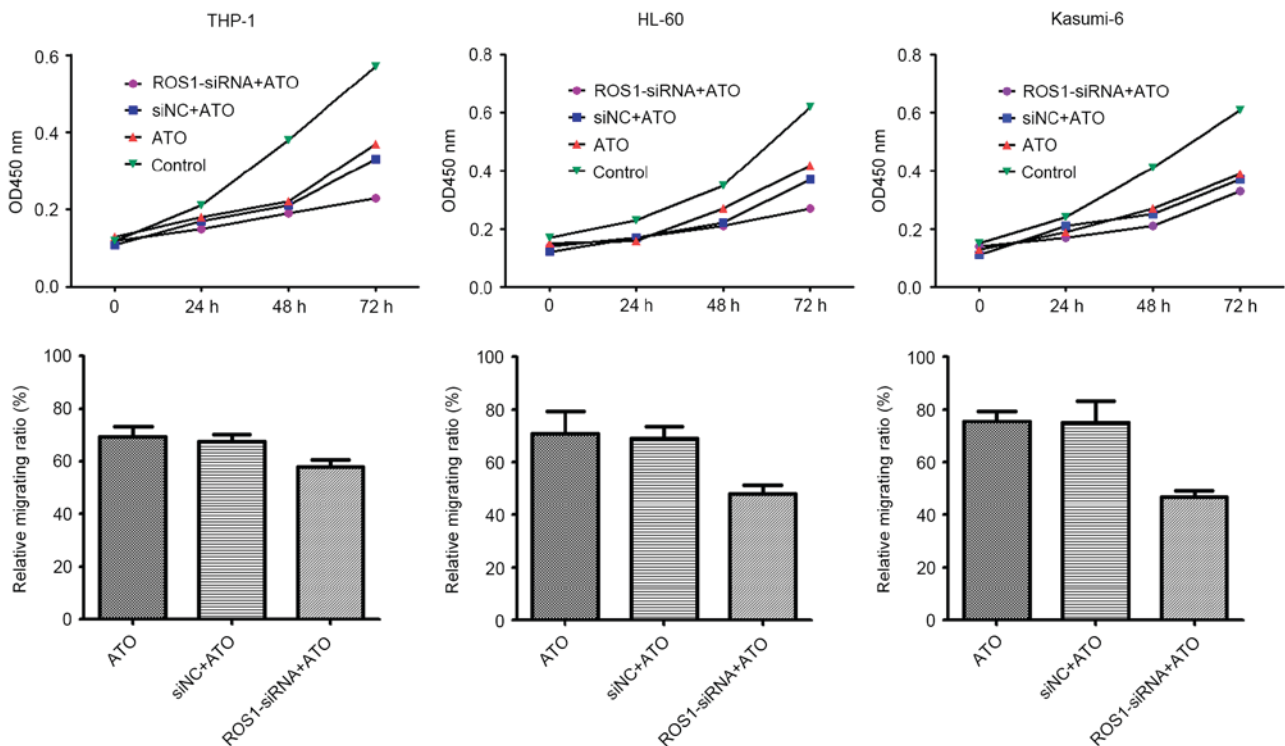 THP-1
OD450 nm
0.6
0.4
0.2
0.0
ROS1-siRNA+ATO
siNC+ATO
ATO
Control
0 24 h 48 h 72 h
HL-60
OD450 nm
0.8
0.6
0.4
0.2
0.0
ROS1-siRNA+ATO
siNC+ATO
ATO
Control
0 24 h 48 h 72 h
Kasumi-6
OD450 nm
0.8
0.6
0.4
0.2
0.0
ROS1-siRNA+ATO
siNC+ATO
ATO
Control
0 24 h 48 h 72 h
Relative migrating ratio (%)
100
80
60
40
20
0
ATO
siNC+ATO
ROS1-siRNA+ATO
Relative migrating ratio (%)
100
80
60
40
20
0
ATO
siNC+ATO
ROS1-siRNA+ATO
Relative migrating ratio (%)
100
80
60
40
20
0
ATO
siNC+ATO
ROS1-siRNA+ATO